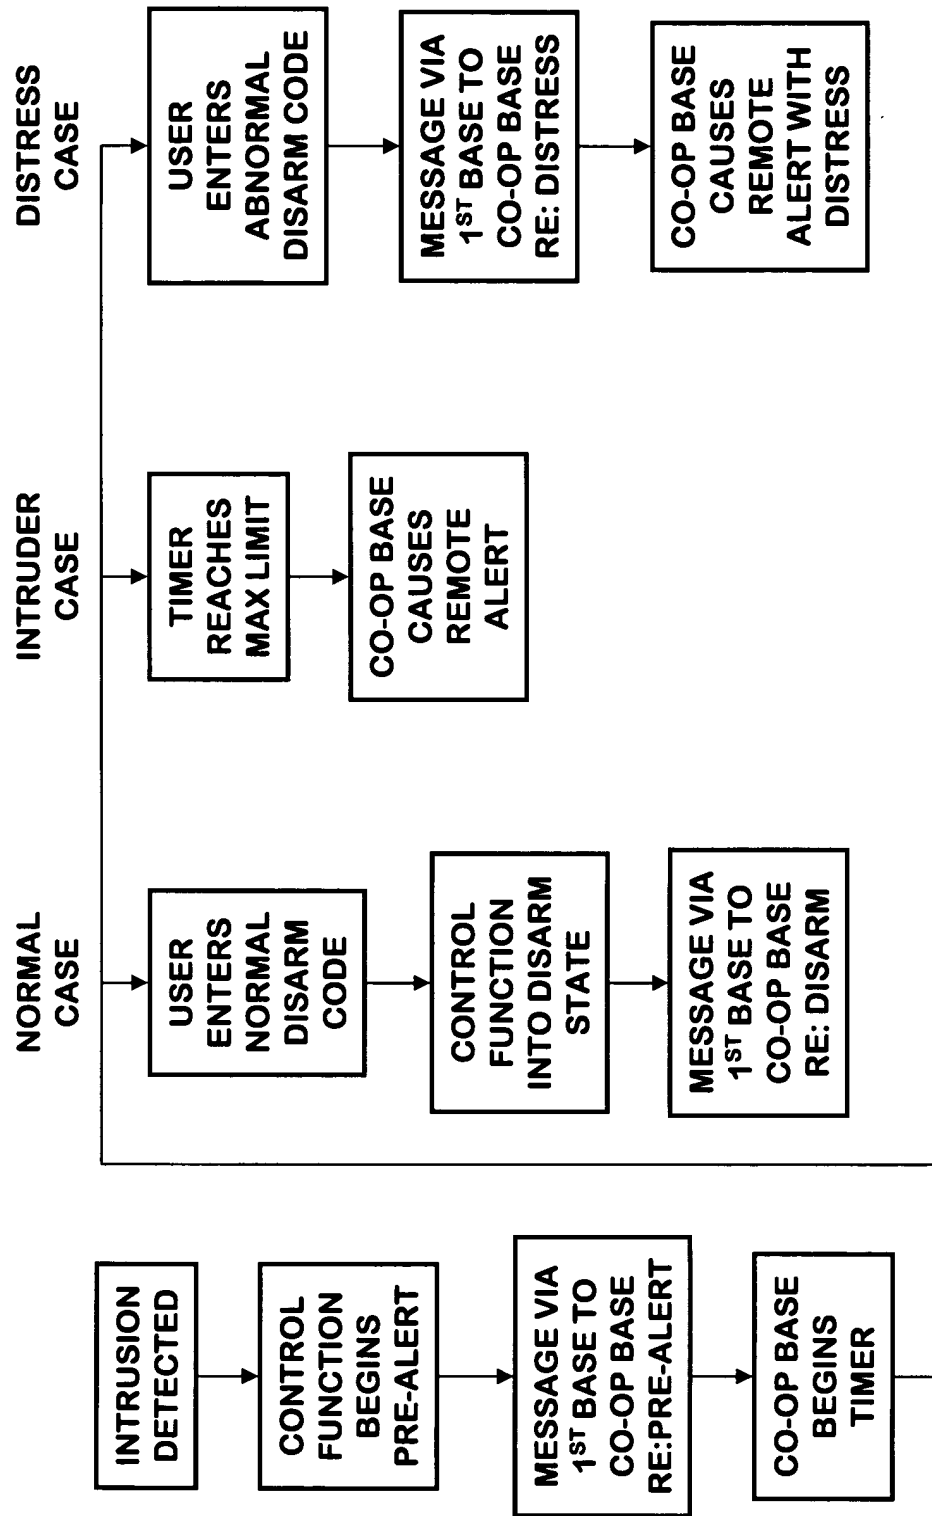 INTRUSION
DETECTED
CONTROL
FUNCTION
BEGINS
PRE-ALERT
MESSAGE VIA
1ST BASE TO
CO-OP BASE
RE:PRE-ALERT
CO-OP BASE
BEGINS
TIMER
NORMAL
CASE
USER
ENTERS
NORMAL
DISARM
CODE
CONTROL
FUNCTION
INTO DISARM
STATE
MESSAGE VIA
1ST BASE TO
CO-OP BASE
RE: DISARM
INTRUDER
CASE
TIMER
REACHES
MAX LIMIT
CO-OP BASE
CAUSES
REMOTE
ALERT
DISTRESS
CASE
USER
ENTERS
ABNORMAL
DISARM CODE
MESSAGE VIA
1ST BASE TO
CO-OP BASE
RE: DISTRESS
CO-OP BASE
CAUSES
REMOTE
ALERT WITH
DISTRESS